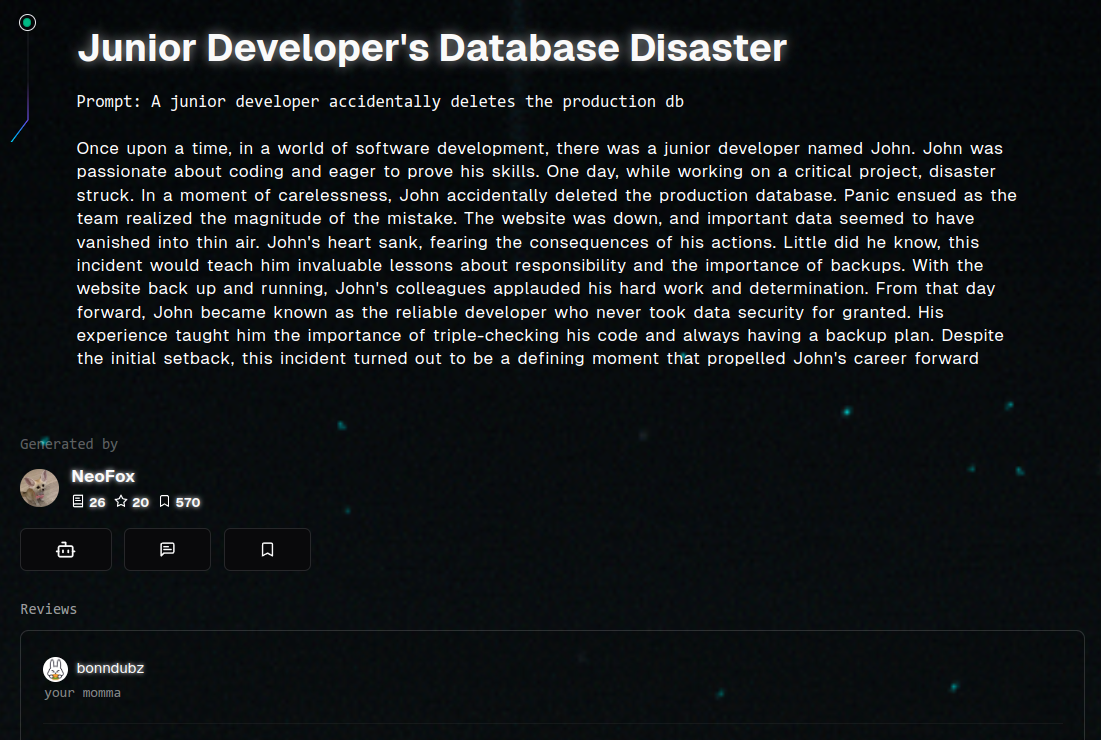 Junior Developer's Database Disaster
Prompt: A junior developer accidentally deletes the production db
Once upon a time, in a world of software development, there was a junior developer named John. John was
passionate about coding and eager to prove his skills. One day, while working on a critical project, disaster
struck. In a moment of carelessness, John accidentally deleted the production database. Panic ensued as the
team realized the magnitude of the mistake. The website was down, and important data seemed to have
vanished into thin air. John's heart sank, fearing the consequences of his actions. Little did he know, this
incident would teach him invaluable lessons about responsibility and the importance of backups. With the
website back up and running, John's colleagues applauded his hard work and determination. From that day
forward, John became known as the reliable developer who never took data security for granted. His
experience taught him the importance of triple-checking his code and always having a backup plan. Despite
the initial setback, this incident turned out to be a defining moment that propelled John's career forward
Generated by
NeoFox
26 20 570
Reviews
bonndubz
your momma